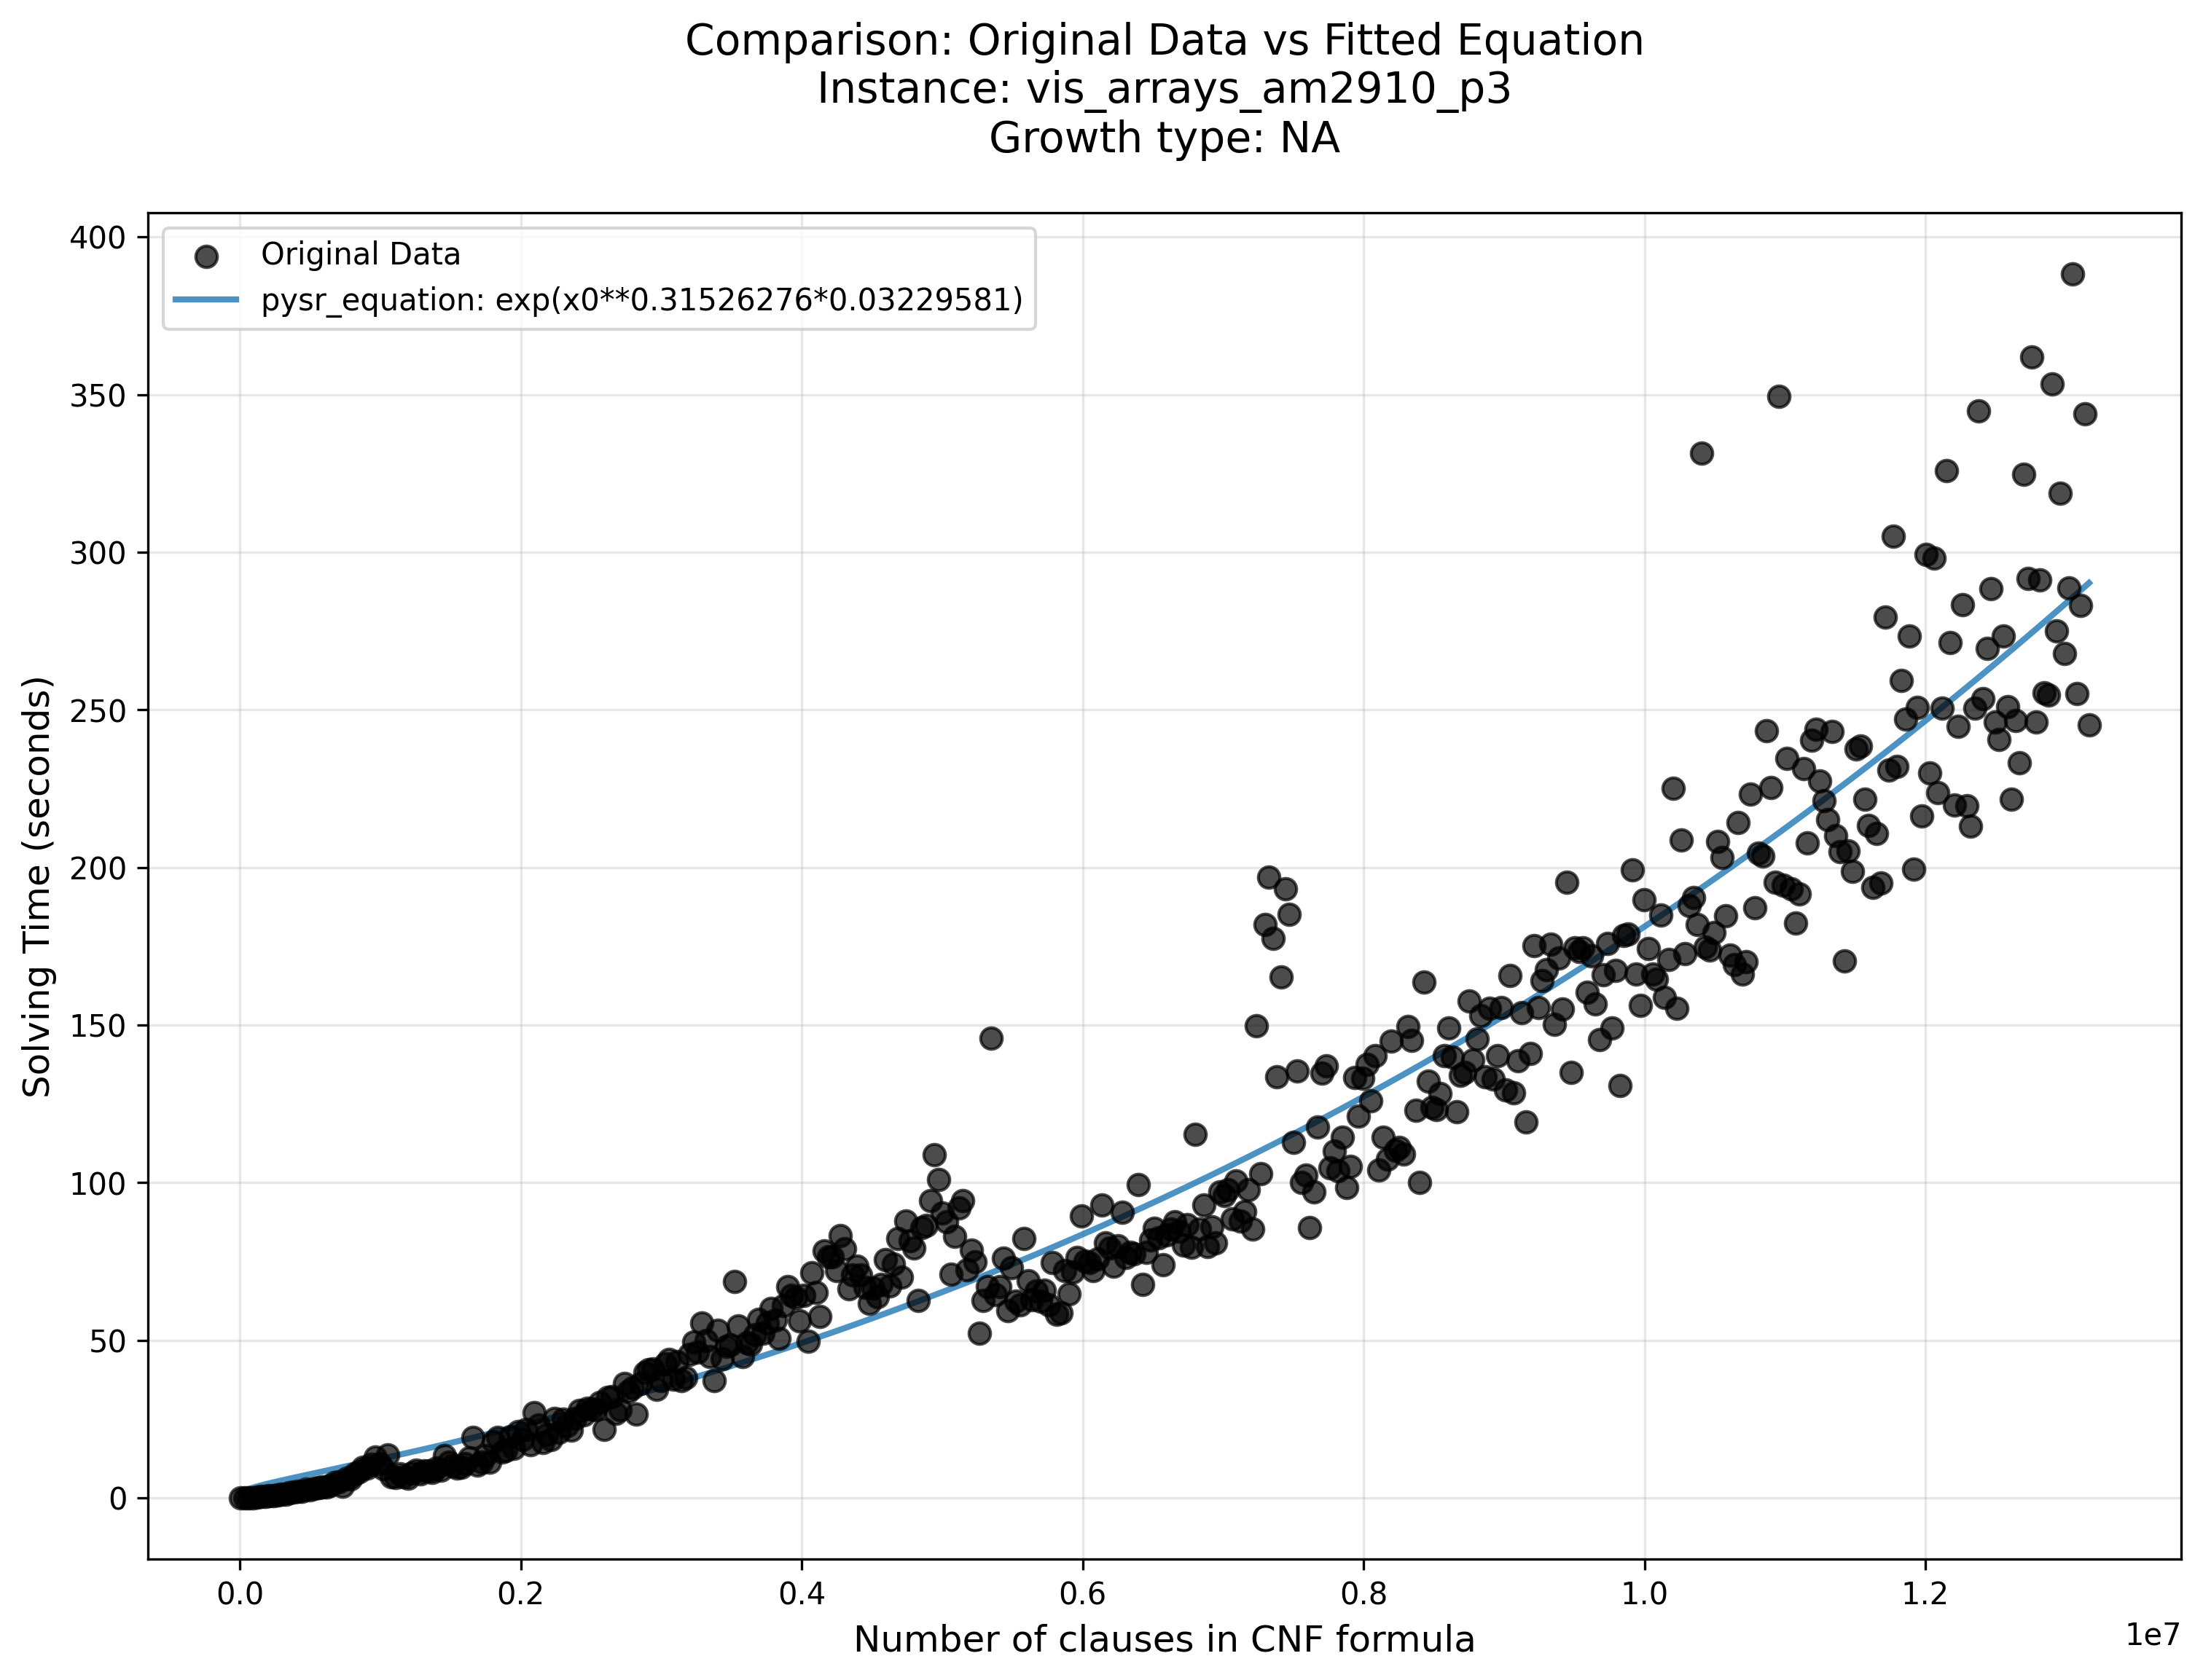 Comparison: Original Data vs Fitted Equation
Instance: vis_arrays_am2910_p3
Growth type: NA
Original Data
pysr_equation: exp(x0**0.31526276*0.03229581)
400
350
300
250
200
150
100
50
0
Solving Time (seconds)
0.0 0.2 0.4 0.6 0.8 1.0 1.2
1e7
Number of clauses in CNF formula